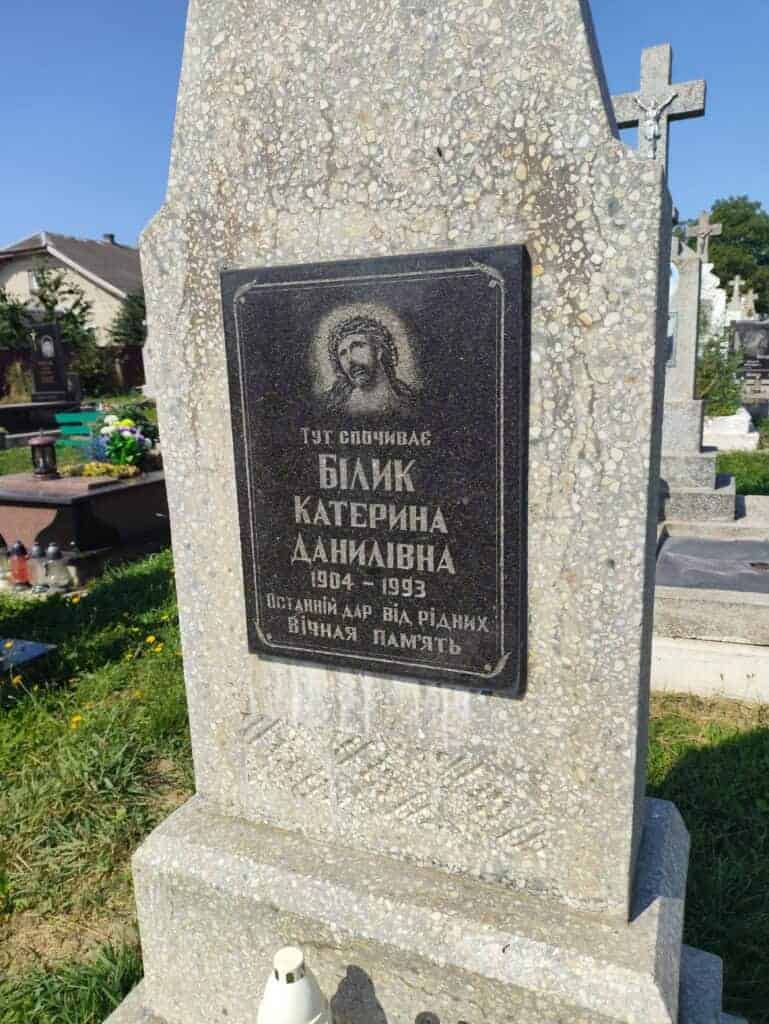 Тут спочиває
БІЛИК
КАТЕРИНА
ДАНИЛІВНА
1904 – 1993
Останній дар від рідних
Вічная пам'ять